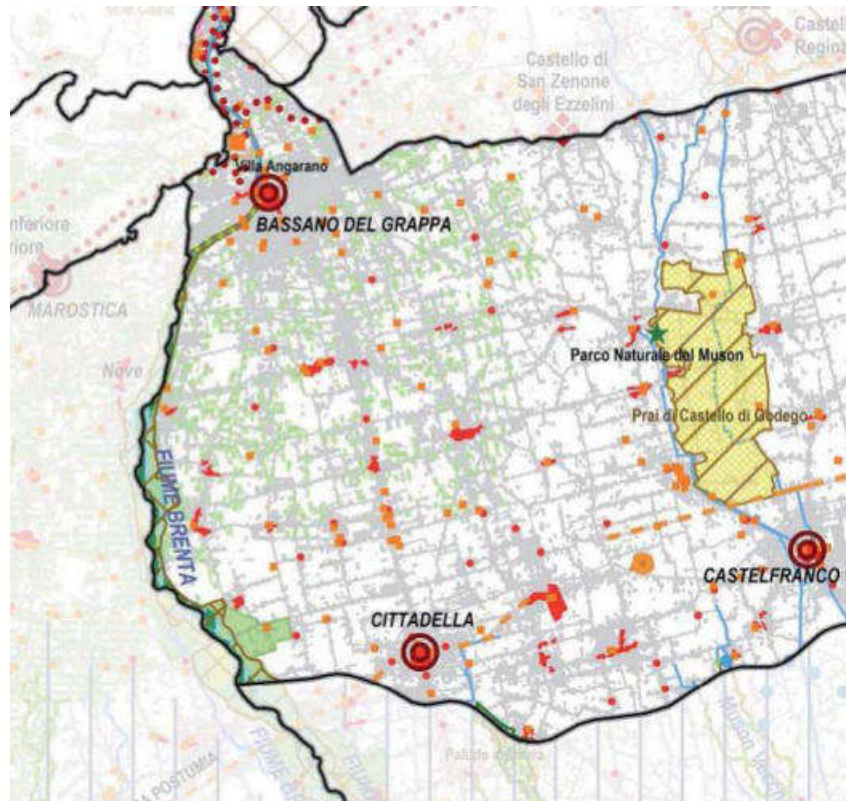 Castello
Castello di
San Zenone
degli Ezzelini
Villa Angarano
BASSANO DEL GRAPPA
MAROSTICA
Nove
Parco Naturale del Muson
Prai di Castello di Godego
FIUME BRENTA
CASTELFRANCO
CITTADELLA
POSTUMIA